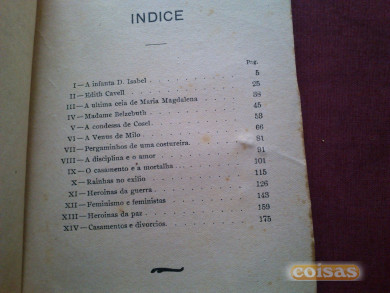 INDICE
Pag.
I—A infanta D. Izabel 5
II—Edith Cavell 25
III—A ultima ceia de Maria Magdalena 38
IV—Madame Belzebuth 45
V—A condessa de Cosel 53
VI—A Venus de Milo 66
VII—Pergaminhos de uma costureira. 81
VIII—A disciplina e o amor 91
IX—O casamento e a mortalha 101
X—Rainhas no exilio 115
XI—Heroinas da guerra 126
XII—Feminismo e feministas 143
XIII—Heroinas da paz 159
XIV—Casamentos e divorcios. 175
coisas